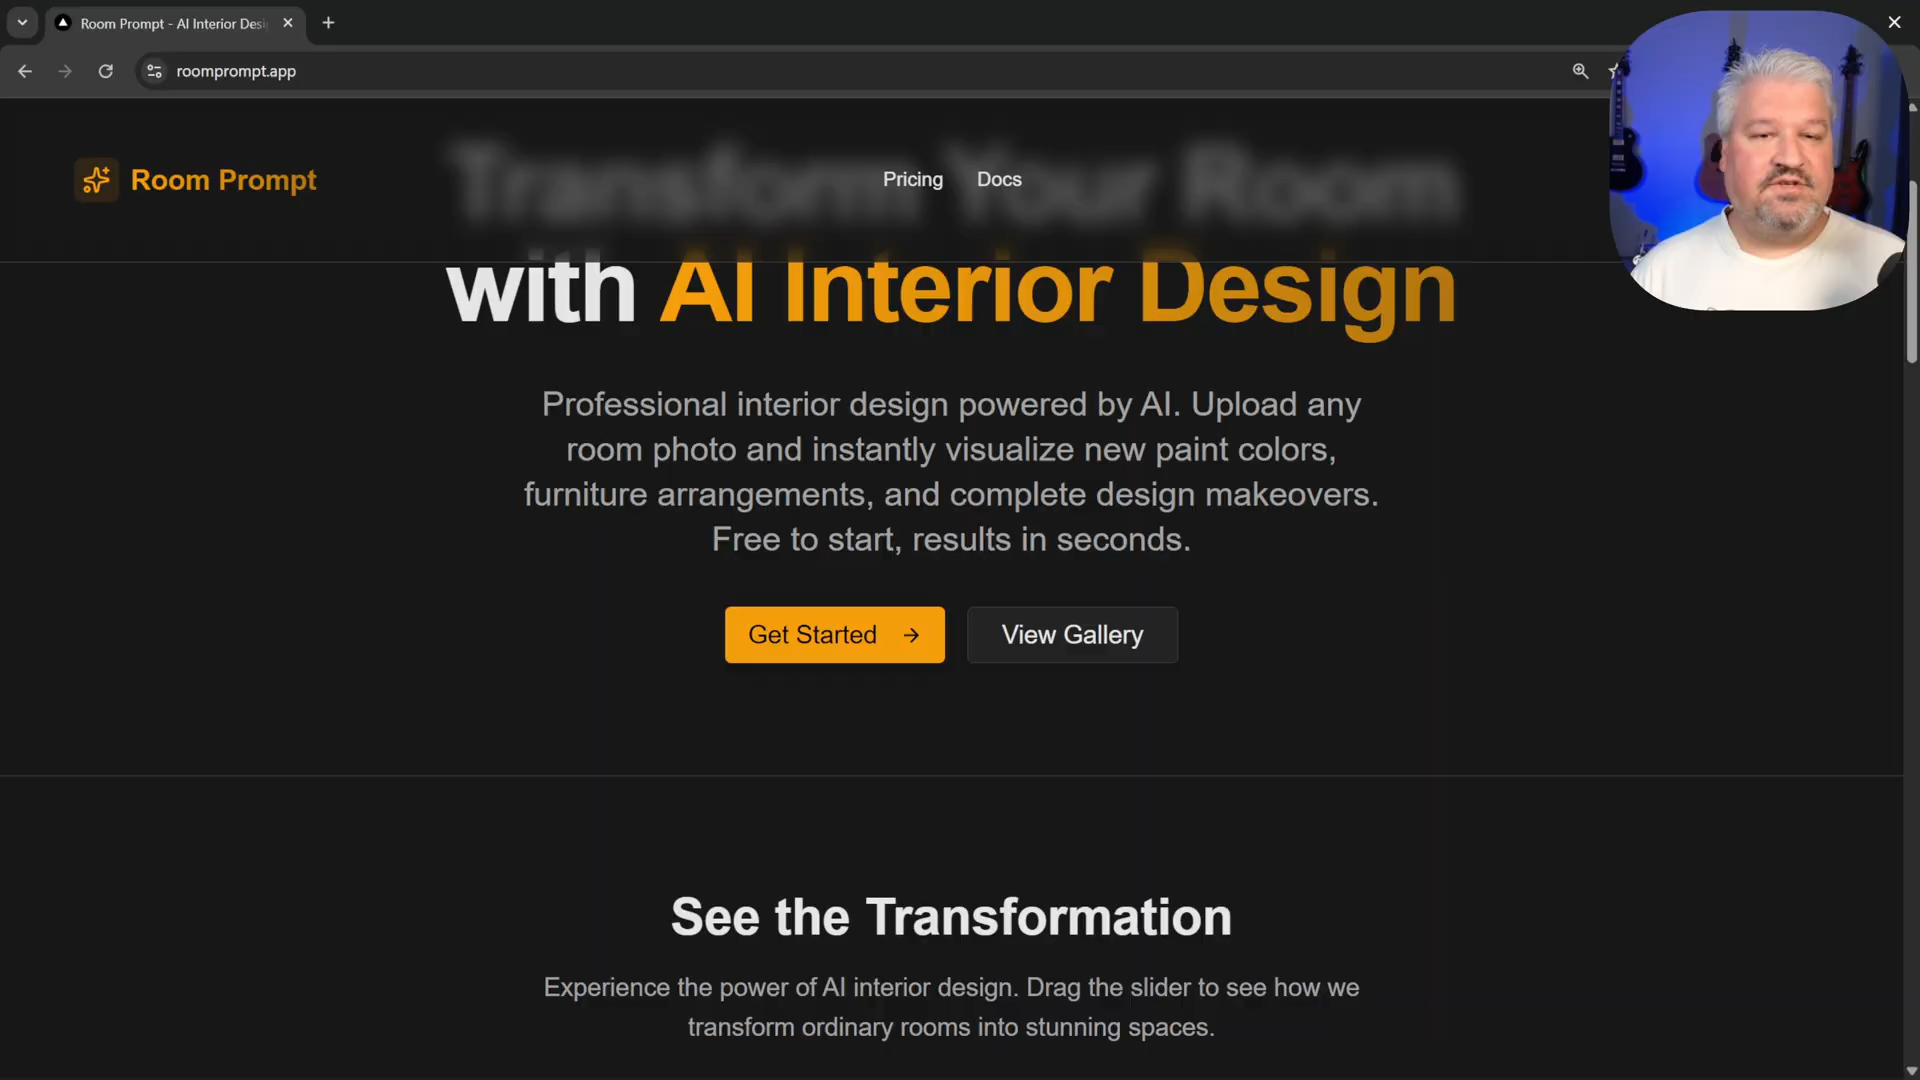 Room Prompt - AI Interior Desi
roomprompt.app
Room Prompt
Pricing
Docs
Transform Your Room
with AI Interior Design
Professional interior design powered by AI. Upload any
room photo and instantly visualize new paint colors,
furniture arrangements, and complete design makeovers.
Free to start, results in seconds.
Get Started
View Gallery
See the Transformation
Experience the power of AI interior design. Drag the slider to see how we
transform ordinary rooms into stunning spaces.